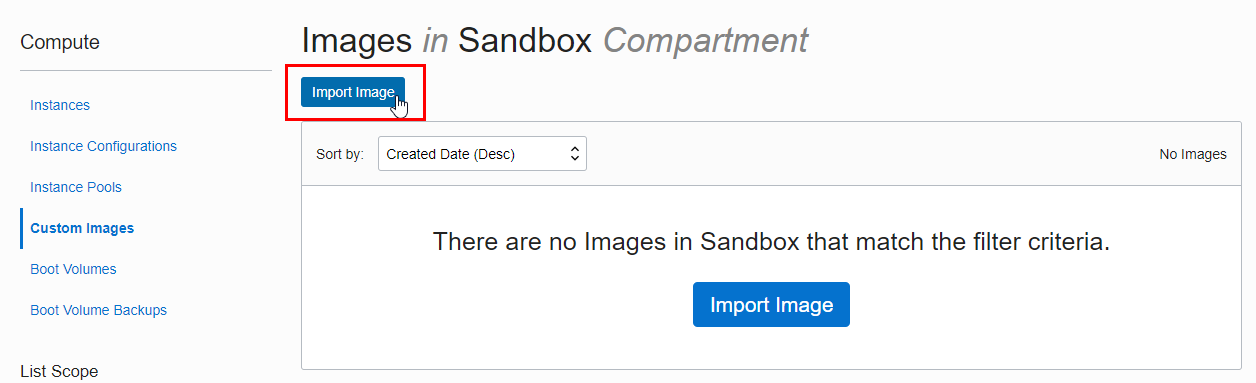 Compute
Instances
Instance Configurations
Instance Pools
Custom Images
Boot Volumes
Boot Volume Backups
List Scope
Images in Sandbox Compartment
Import Image
Sort by: Created Date (Desc) No Images
There are no Images in Sandbox that match the filter criteria.
Import Image